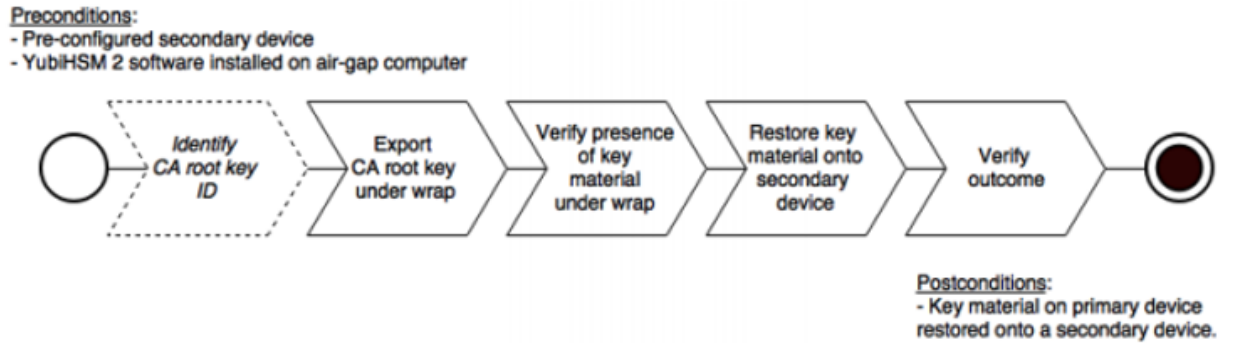 Preconditions:
- Pre-configured secondary device
- YubiHSM 2 software installed on air-gap computer
Identify
CA root key
ID
Export
CA root key
under wrap
Verify presence
of key
material
under wrap
Restore key
material onto
secondary
device
Verify
outcome
Postconditions:
- Key material on primary device
restored onto a secondary device.